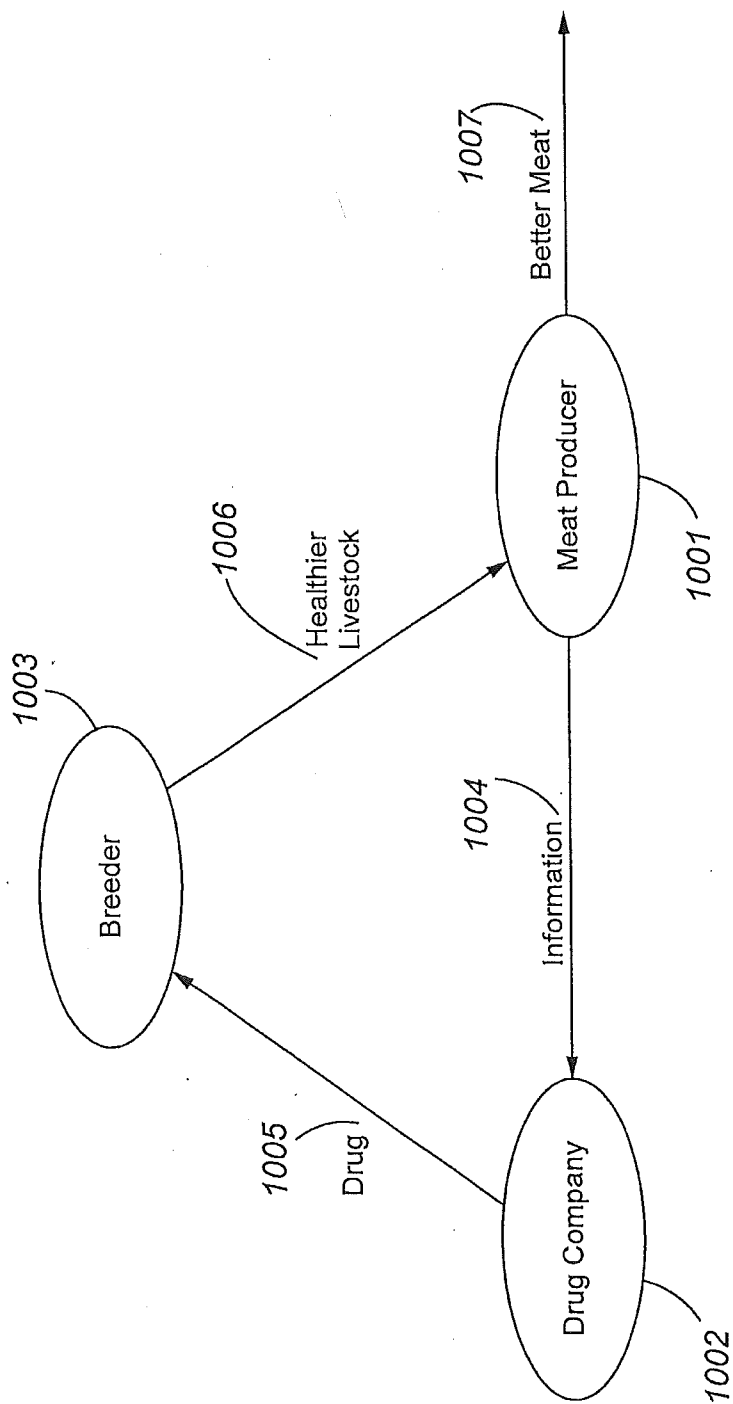 1003
Breeder
1006
Healthier
Livestock
1005
Drug
1004
Information
1007
Better Meat
Drug Company
1002
Meat Producer
1001